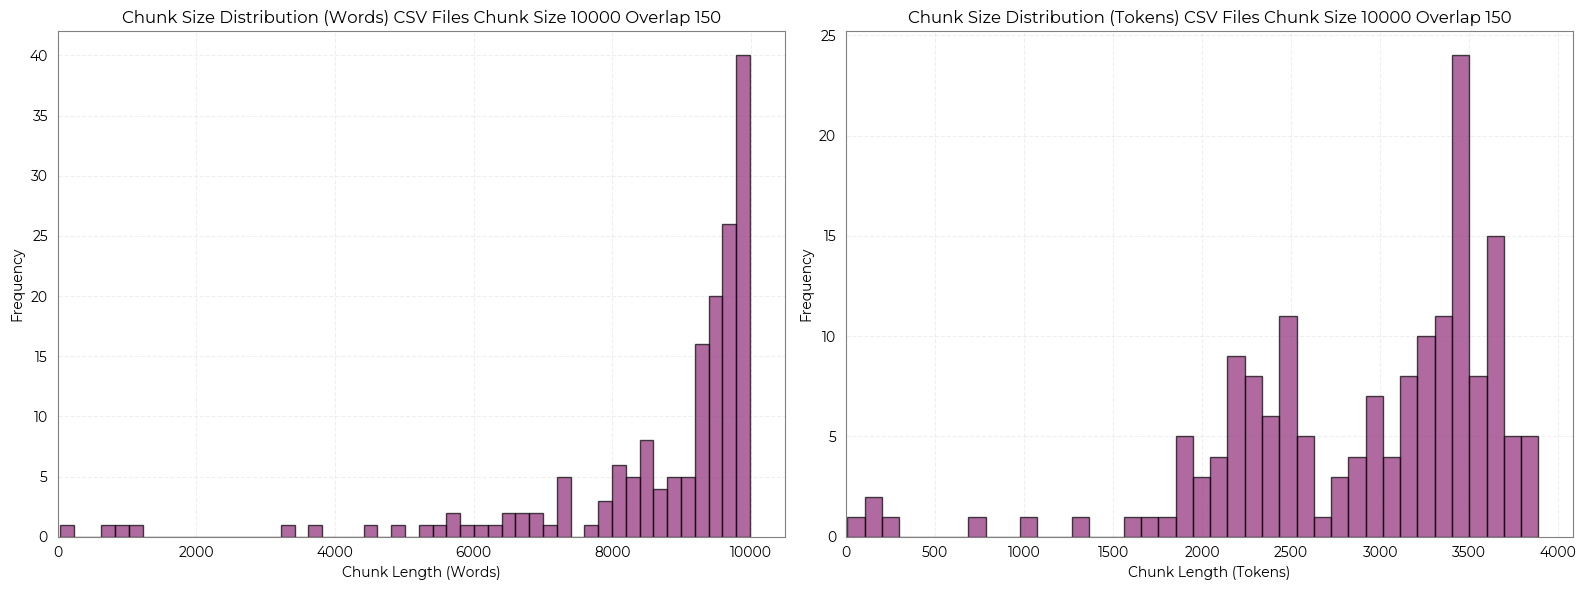 Chunk Size Distribution (Words) CSV Files Chunk Size 10000 Overlap 150
40
35
30
25
20
15
10
5
0
Frequency
0 2000 4000 6000 8000 10000
Chunk Length (Words)
Chunk Size Distribution (Tokens) CSV Files Chunk Size 10000 Overlap 150
25
20
15
10
5
0
Frequency
0 500 1000 1500 2000 2500 3000 3500 4000
Chunk Length (Tokens)